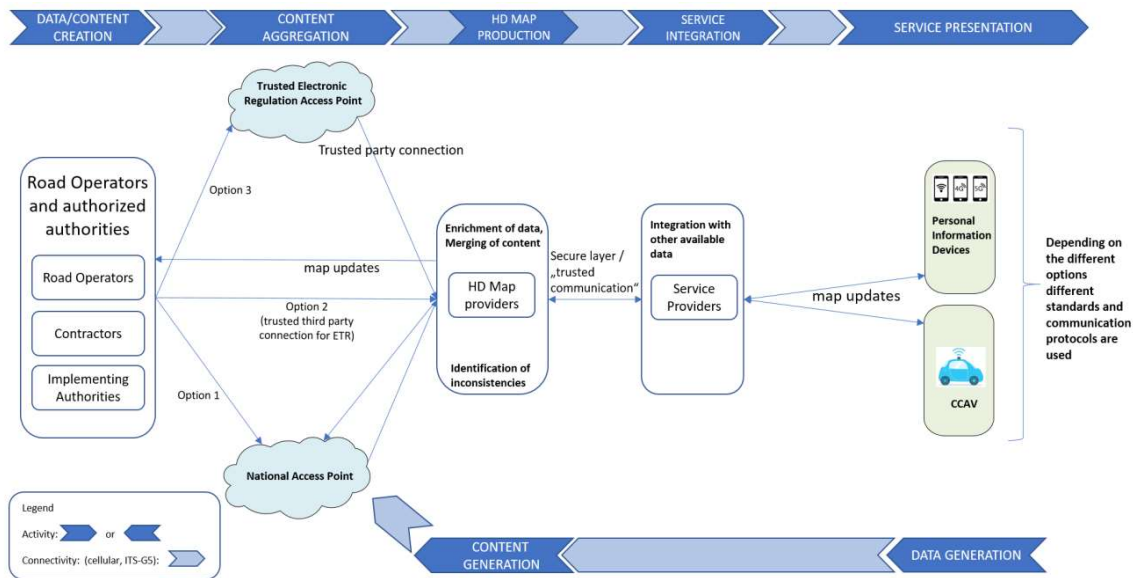 DATA/CONTENT
CREATION
CONTENT
AGGREGATION
HD MAP
PRODUCTION
SERVICE
INTEGRATION
SERVICE PRESENTATION
Trusted Electronic
Regulation Access Point
Trusted party connection
Option 3
Road Operators
and authorized
authorities
Road Operators
Contractors
Implementing
Authorities
map updates
Option 2
(trusted third party
connection for ETR)
Option 1
Enrichment of data,
Merging of content
HD Map
providers
Identification of
inconsistencies
Secure layer /
„trusted
communication“
Integration with
other available
data
Service
Providers
map updates
4G
5G
Personal
Information
Devices
CCAV
Depending on
the different
options
different
standards and
communication
protocols are
used
National Access Point
Legend
Activity:
or
Connectivity: (cellular, ITS-G5):
CONTENT
GENERATION
DATA GENERATION